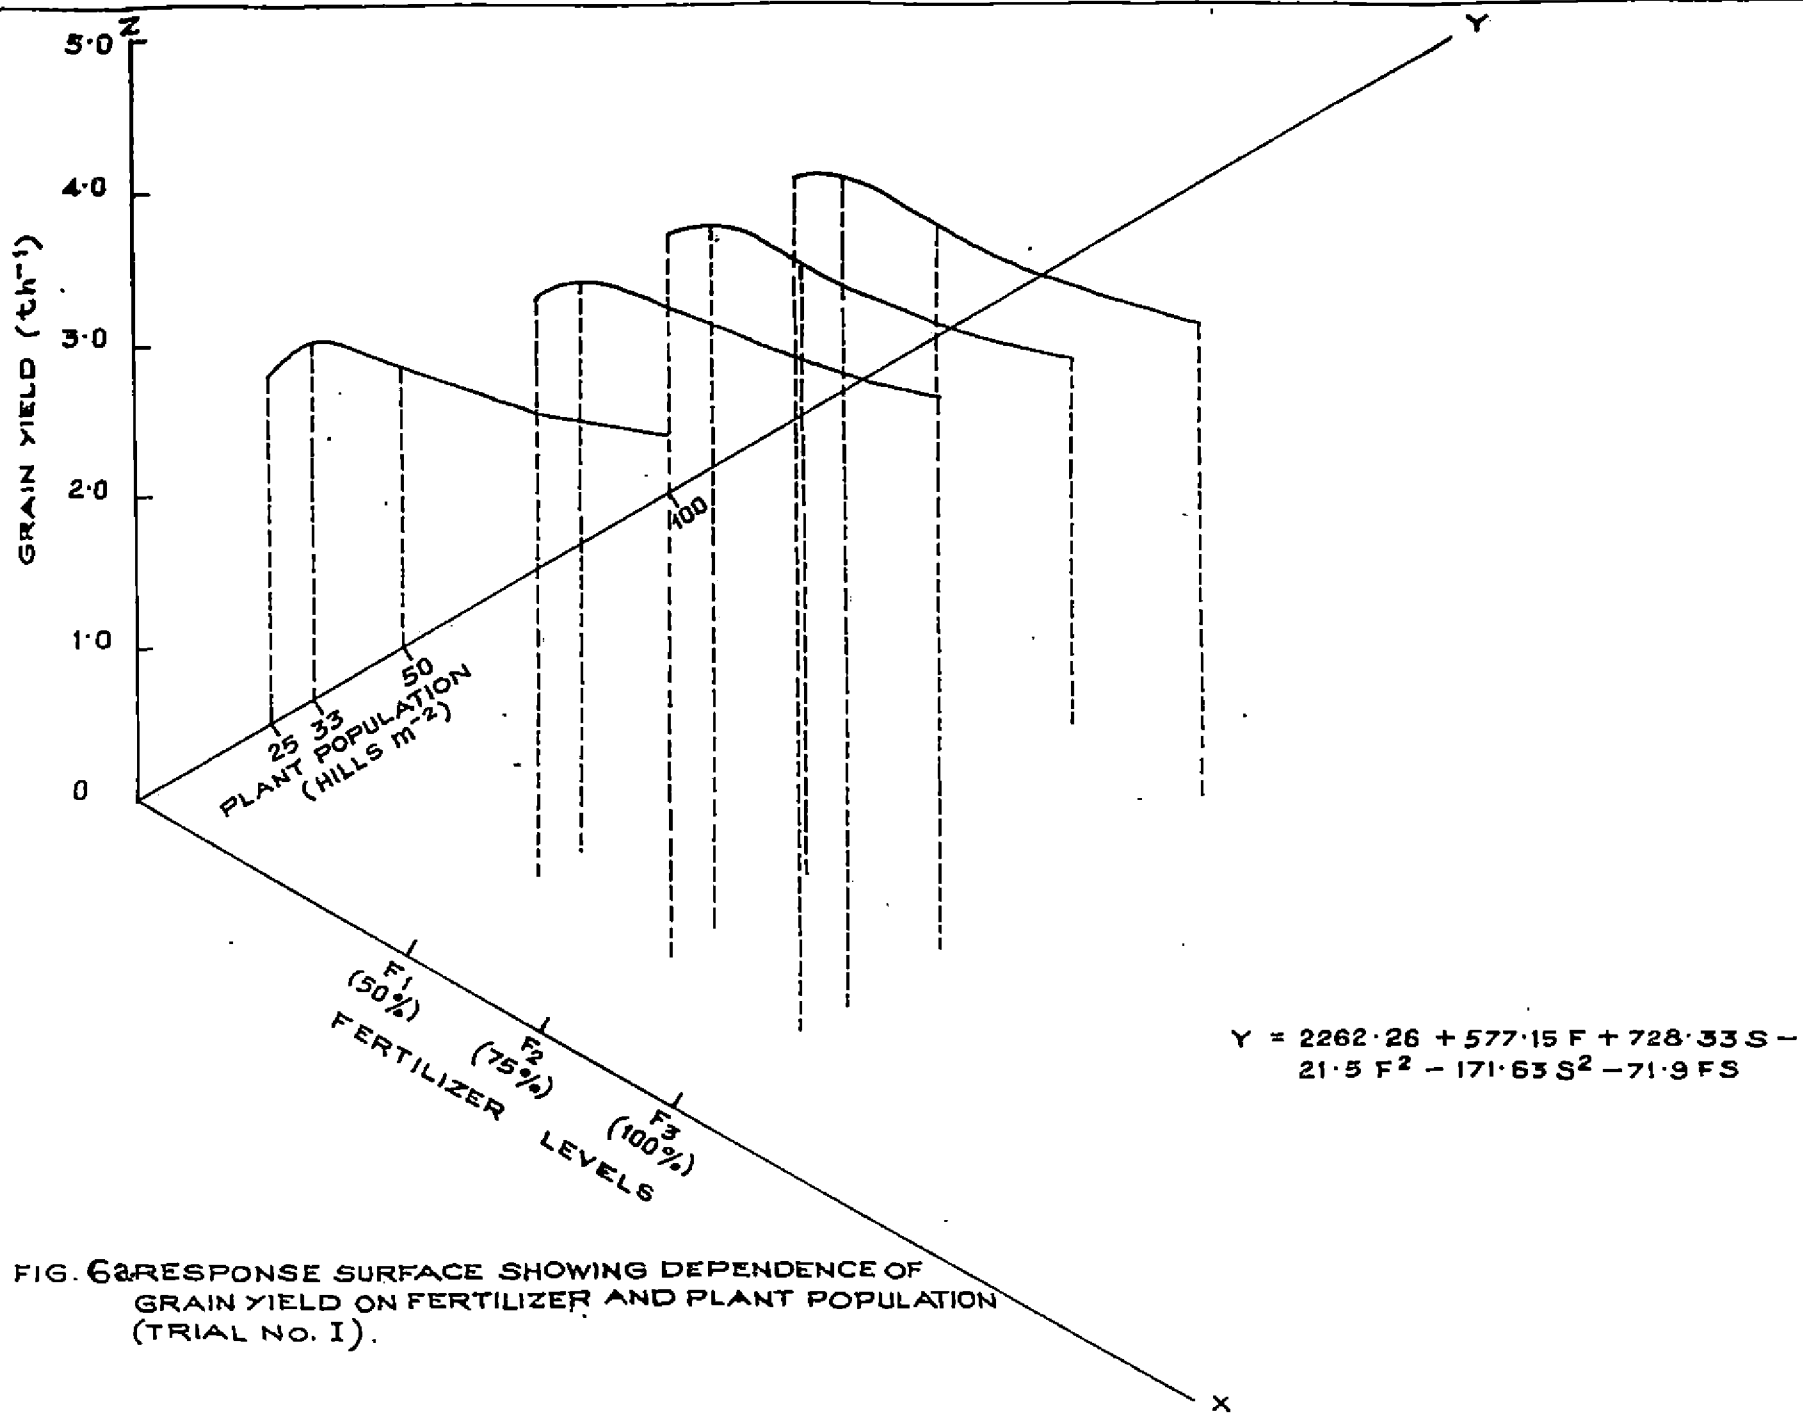 Z
Y
5·0
4·0
3·0
2·0
1·0
0
GRAIN YIELD (th⁻¹)
100
50
33
25
PLANT POPULATION
(HILLS m⁻²)
F1
(50%)
F2
(75%)
F3
(100%)
FERTILIZER LEVELS
X
Y = 2262·26 + 577·15 F + 728·33 S –
21·5 F² – 171·63 S² – 71·9 FS
FIG. 6a RESPONSE SURFACE SHOWING DEPENDENCE OF
GRAIN YIELD ON FERTILIZER AND PLANT POPULATION
(TRIAL No. I).